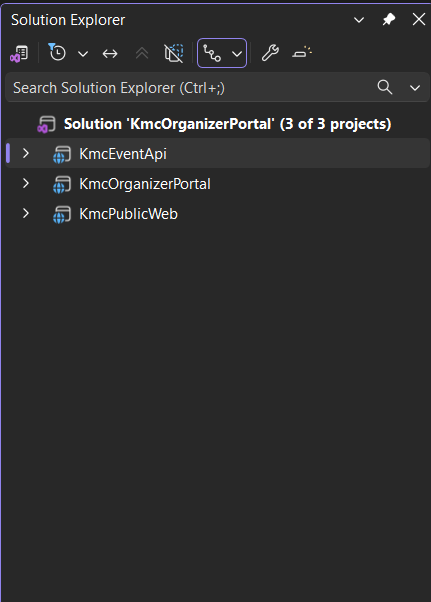 Solution Explorer
Search Solution Explorer (Ctrl+;)
Solution 'KmcOrganizerPortal' (3 of 3 projects)
KmcEventApi
KmcOrganizerPortal
KmcPublicWeb